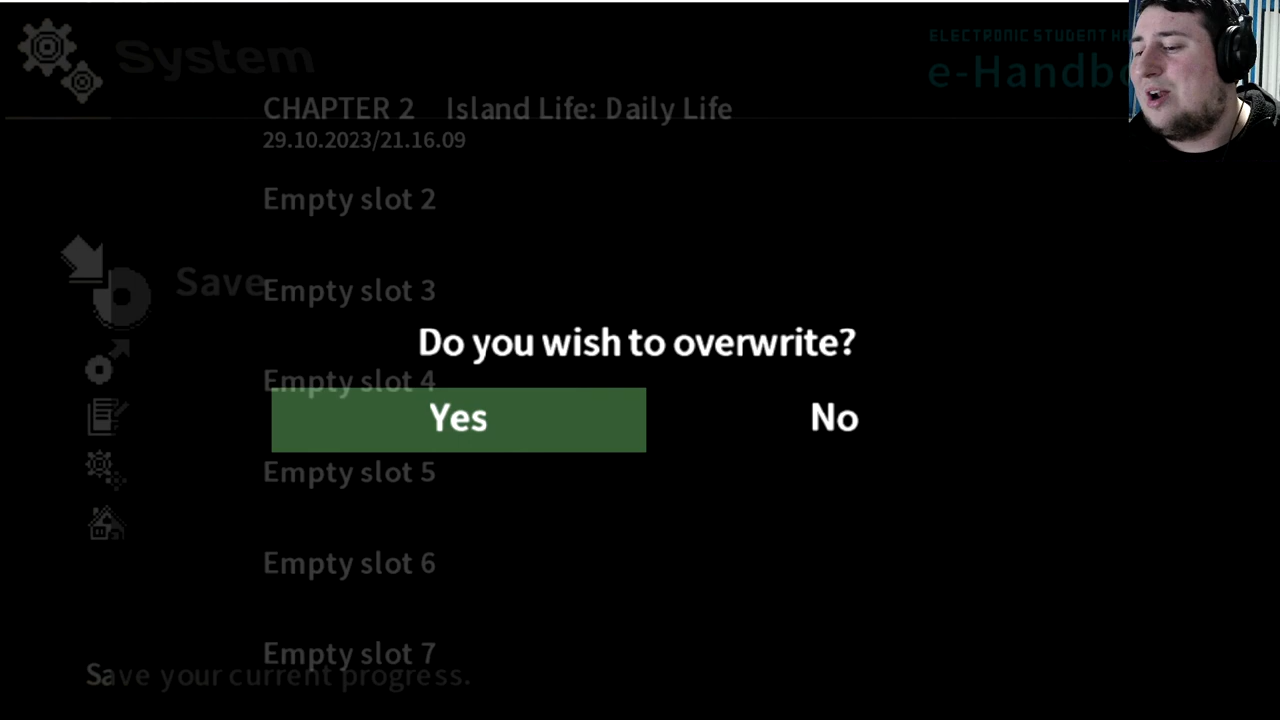 System
ELECTRONIC STUDENT HA
e-Handbo
CHAPTER 2 Island Life: Daily Life
29.10.2023/21.16.09
Empty slot 2
Save
Empty slot 3
Do you wish to overwrite?
Empty slot 4
Yes
No
Empty slot 5
Empty slot 6
Empty slot 7
Save your current progress.